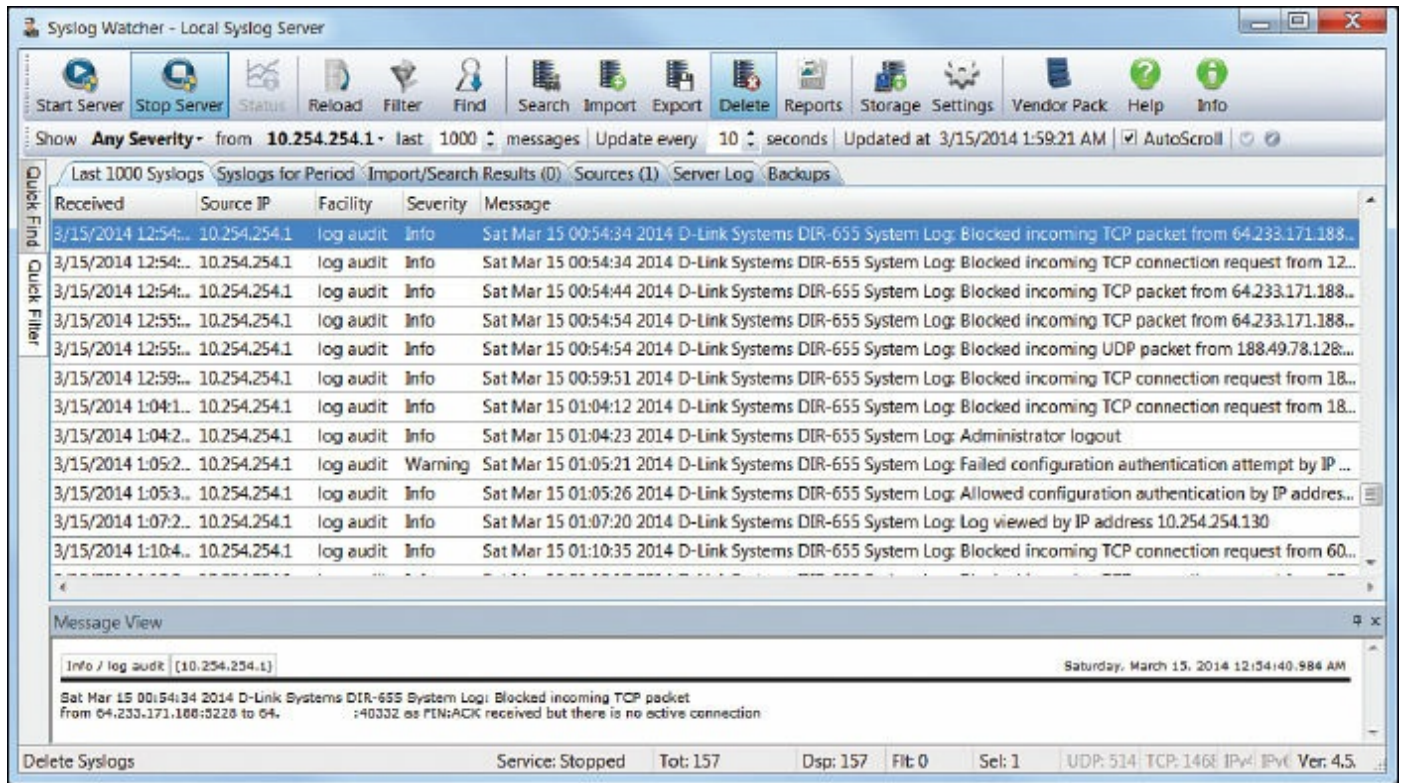 Syslog Watcher - Local Syslog Server
Start Server Stop Server Status Reload Filter Find Search Import Export Delete Reports Storage Settings Vendor Pack Help Info
Show Any Severity from 10.254.254.1 last 1000 messages Update every 10 seconds Updated at 3/15/2014 1:59:21 AM AutoScroll
Quick Find
Quick Filter
Last 1000 Syslogs Syslogs for Period Import/Search Results (0) Sources (1) Server Log Backups
Received Source IP Facility Severity Message
3/15/2014 12:54:... 10.254.254.1 log audit Info Sat Mar 15 00:54:34 2014 D-Link Systems DIR-655 System Log: Blocked incoming TCP packet from 64.233.171.188...
3/15/2014 12:54:... 10.254.254.1 log audit Info Sat Mar 15 00:54:34 2014 D-Link Systems DIR-655 System Log: Blocked incoming TCP connection request from 12...
3/15/2014 12:54:... 10.254.254.1 log audit Info Sat Mar 15 00:54:44 2014 D-Link Systems DIR-655 System Log: Blocked incoming TCP packet from 64.233.171.188...
3/15/2014 12:55:... 10.254.254.1 log audit Info Sat Mar 15 00:54:54 2014 D-Link Systems DIR-655 System Log: Blocked incoming TCP packet from 64.233.171.188...
3/15/2014 12:55:... 10.254.254.1 log audit Info Sat Mar 15 00:54:54 2014 D-Link Systems DIR-655 System Log: Blocked incoming UDP packet from 188.49.78.128:...
3/15/2014 12:59:... 10.254.254.1 log audit Info Sat Mar 15 00:59:51 2014 D-Link Systems DIR-655 System Log: Blocked incoming TCP connection request from 18...
3/15/2014 1:04:1... 10.254.254.1 log audit Info Sat Mar 15 01:04:12 2014 D-Link Systems DIR-655 System Log: Blocked incoming TCP connection request from 18...
3/15/2014 1:04:2... 10.254.254.1 log audit Info Sat Mar 15 01:04:23 2014 D-Link Systems DIR-655 System Log: Administrator logout
3/15/2014 1:05:2... 10.254.254.1 log audit Warning Sat Mar 15 01:05:21 2014 D-Link Systems DIR-655 System Log: Failed configuration authentication attempt by IP ...
3/15/2014 1:05:3... 10.254.254.1 log audit Info Sat Mar 15 01:05:26 2014 D-Link Systems DIR-655 System Log: Allowed configuration authentication by IP addres...
3/15/2014 1:07:2... 10.254.254.1 log audit Info Sat Mar 15 01:07:20 2014 D-Link Systems DIR-655 System Log: Log viewed by IP address 10.254.254.130
3/15/2014 1:10:4... 10.254.254.1 log audit Info Sat Mar 15 01:10:35 2014 D-Link Systems DIR-655 System Log: Blocked incoming TCP connection request from 60...
Message View
Info / log audit [10.254.254.1] Saturday, March 15, 2014 12:54:40.984 AM
Sat Mar 15 00:54:34 2014 D-Link Systems DIR-655 System Log: Blocked incoming TCP packet
from 64.233.171.188:5228 to 64. :40332 as FIN:ACK received but there is no active connection
Delete Syslogs Service: Stopped Tot: 157 Dsp: 157 Flt: 0 Sel: 1 UDP: 514 TCP: 1468 IPv4 IPv6 Ver: 4.5.